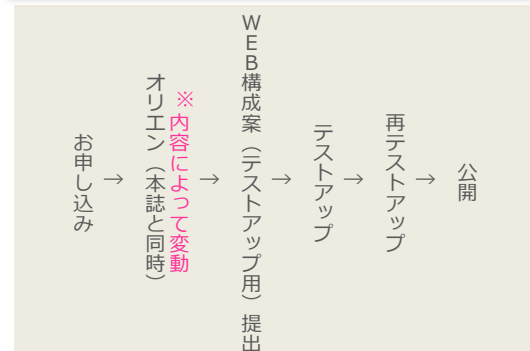 お申し込み
→
オリエン（本誌と同時）
※内容によって変動
→
WEB構成案（テストアップ用）提出
→
テストアップ
→
再テストアップ
→
公開